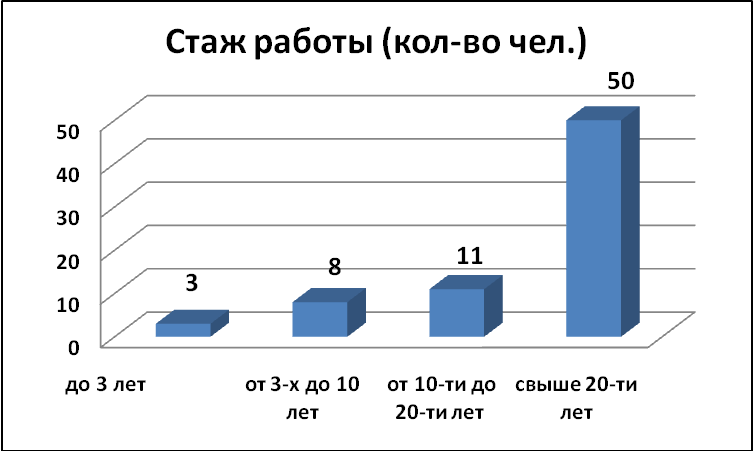 Стаж работы (кол-во чел.)
50
50
40
30
20
10
0
3
8
11
до 3 лет
от 3-х до 10
лет
от 10-ти до
20-ти лет
свыше 20-ти
лет